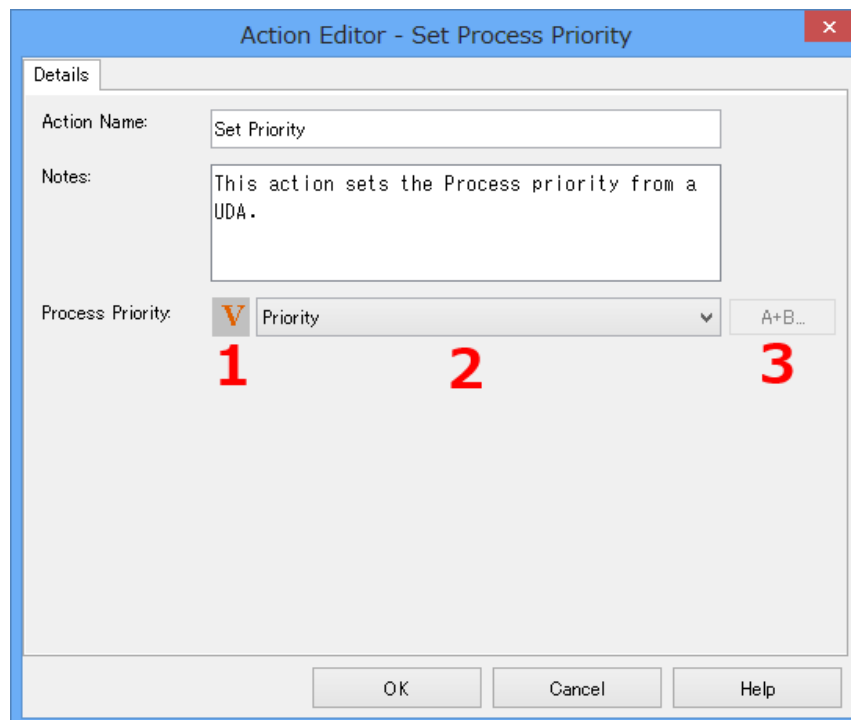 Action Editor - Set Process Priority
Details
Action Name:
Set Priority
Notes:
This action sets the Process priority from a
UDA.
Process Priority:
V
Priority
A+B...
1
2
3
OK
Cancel
Help